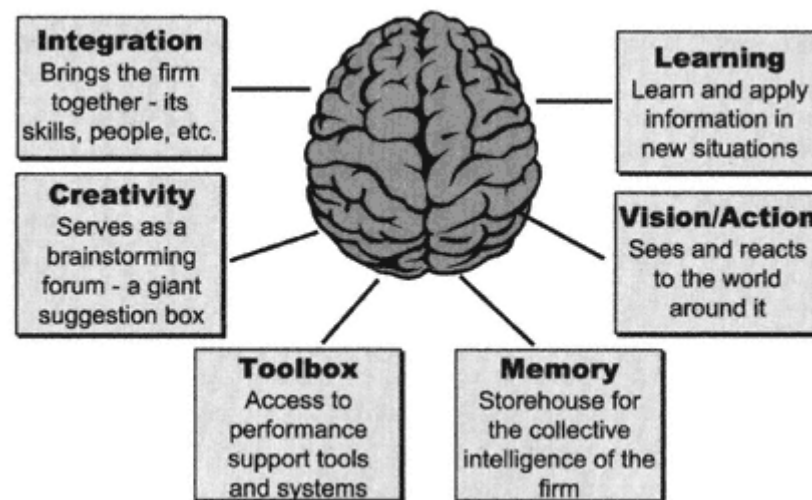 Integration
Brings the firm
together - its
skills, people, etc.
Creativity
Serves as a
brainstorming
forum - a giant
suggestion box
Toolbox
Access to
performance
support tools
and systems
Memory
Storehouse for
the collective
intelligence of the
firm
Vision/Action
Sees and reacts
to the world
around it
Learning
Learn and apply
information in
new situations